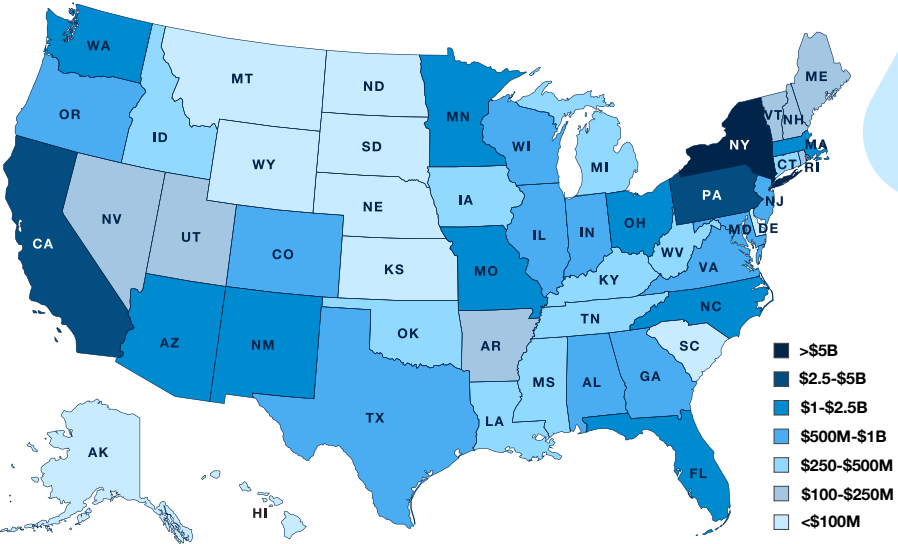 WA
MT
ND
MN
ME
OR
ID
SD
WI
VT
NH
NY
MA
WY
MI
CT
RI
NE
IA
PA
NJ
NV
UT
CO
IL
IN
OH
MD
DE
CA
KS
MO
WV
VA
KY
AZ
NM
OK
AR
TN
NC
SC
MS
AL
GA
TX
LA
FL
AK
HI
>$5B
$2.5-$5B
$1-$2.5B
$500M-$1B
$250-$500M
$100-$250M
<$100M